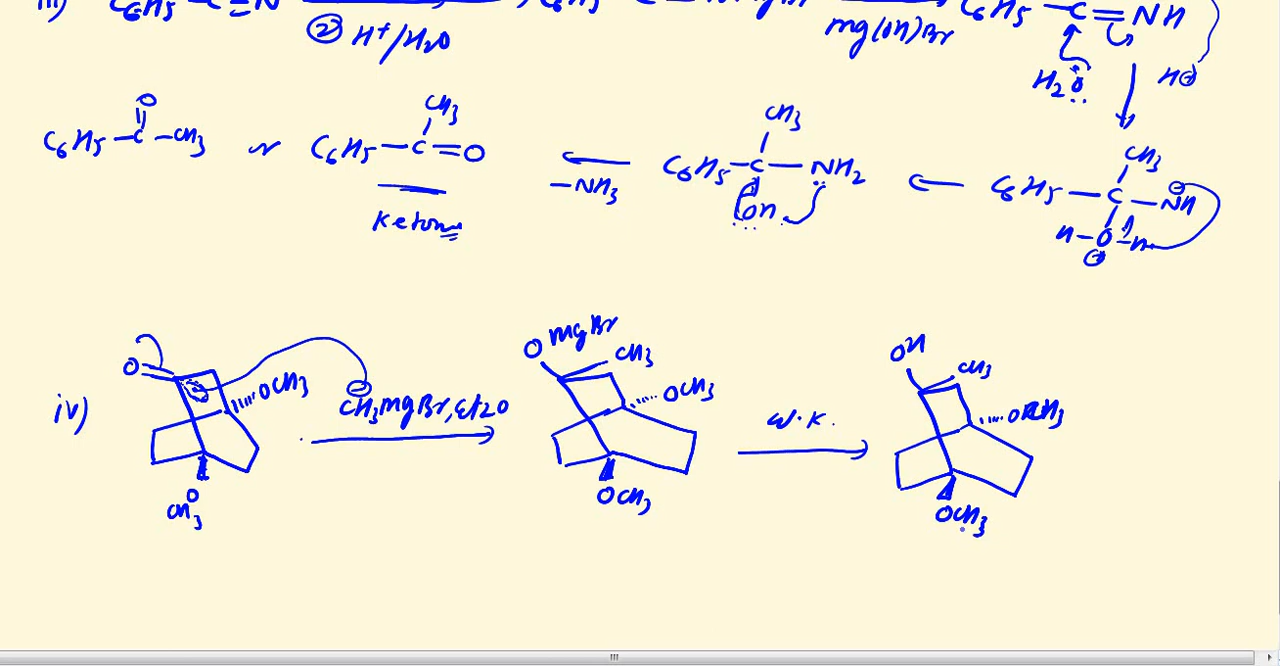 iii) C6H5 C≡N
② H+/H2O
mg(OH)Br
C6H5 — C = NH
H2O H⊕
C6H5 — C — CH3
O
or
C6H5 — C = O
CH3
Ketone
-NH3
C6H5 — C — NH2
CH3
OH
C6H5 — C — NH
CH3
H-O-H
⊕
iv)
O
OCH3
OCH3
CH3MgBr, Et2O
OMgBr
CH3
OCH3
OCH3
W.K.
OH
CH3
OCH3
OCH3